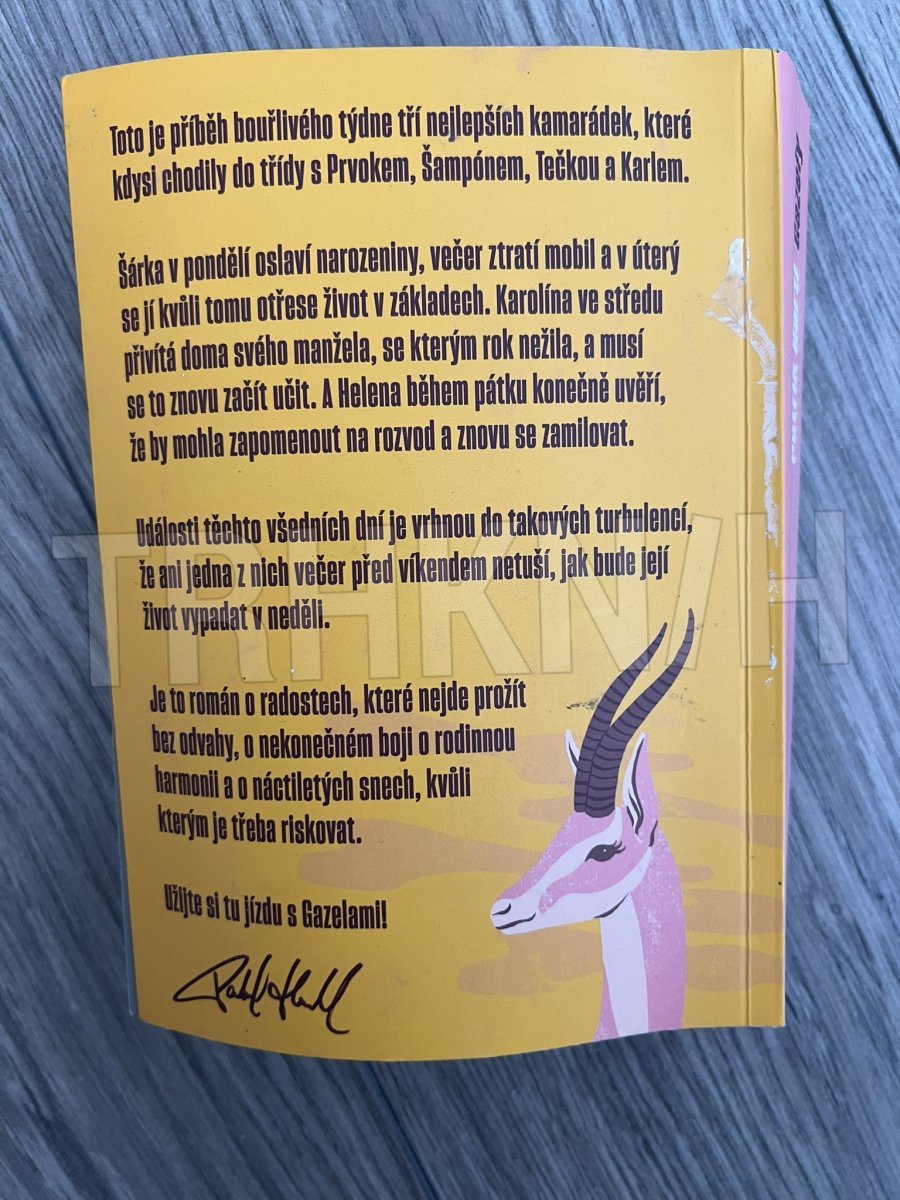 Toto je příběh bouřlivého týdne tří nejlepších kamarádek, které
kdysi chodily do třídy s Prvokem, Šampónem, Tečkou a Karlem.
Šárka v pondělí oslaví narozeniny, večer ztratí mobil a v úterý
se jí kvůli tomu otřese život v základech. Karolína ve středu
přivítá doma svého manžela, se kterým rok nežila, a musí
se to znovu začít učit. A Helena během pátku konečně uvěří,
že by mohla zapomenout na rozvod a znovu se zamilovat.
Události těchto všedních dní je vrhnou do takových turbulencí,
že ani jedna z nich večer před víkendem netuší, jak bude její
život vypadat v neděli.
TRHKNIH
Je to román o radostech, které nejde prožít
bez odvahy, o nekonečném boji o rodinnou
harmonii a o náctiletých snech, kvůli
kterým je třeba riskovat.
Užijte si tu jízdu s Gazelami!